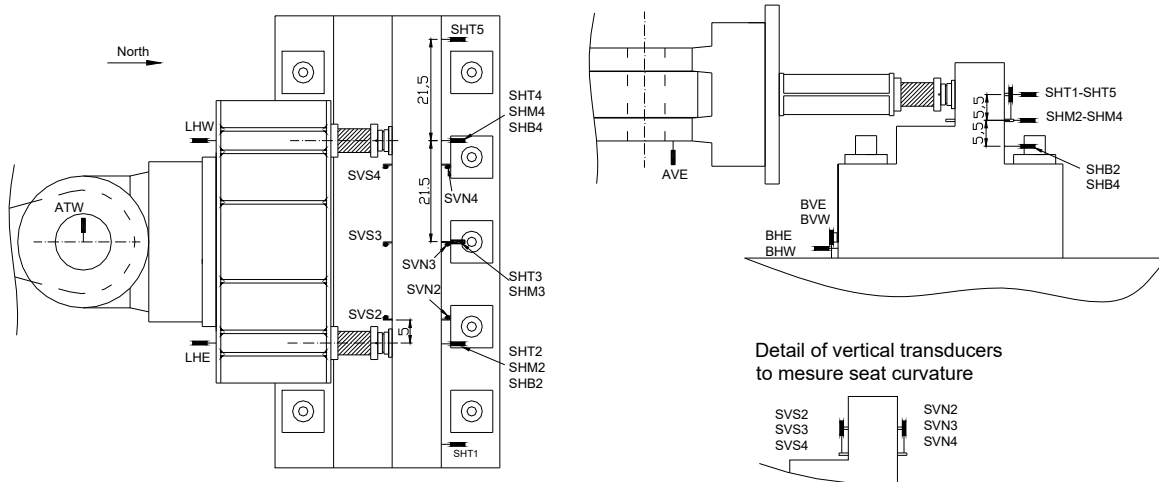 North
SHT5
21,5
SHT4
SHM4
SHB4
LHW
SVS4
SVN4
21.5
ATW
SVS3
SVN3
SHT3
SHM3
SVN2
SVS2
5
LHE
SHT2
SHM2
SHB2
SHT1
SHT1-SHT5
5,5
SHM2-SHM4
5,5
SHB2
SHB4
AVE
BVE
BVW
BHE
BHW
Detail of vertical transducers
to mesure seat curvature
SVS2
SVS3
SVS4
SVN2
SVN3
SVN4